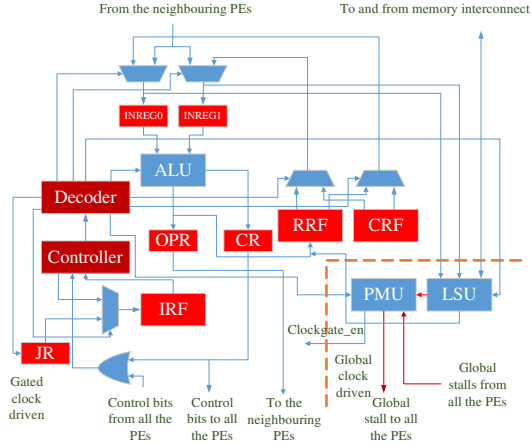 From the neighbouring PEs
To and from memory interconnect
INREG0
INREG1
ALU
Decoder
OPR
CR
RRF
CRF
Controller
PMU
LSU
IRF
Clockgate_en
JR
Gated
clock
driven
Global
clock
driven
Global
stalls from
all the PEs
Control bits
from all the
PEs
Control
bits to all
the PEs
To the
neighbouring
PEs
Global
stall to all
the PEs